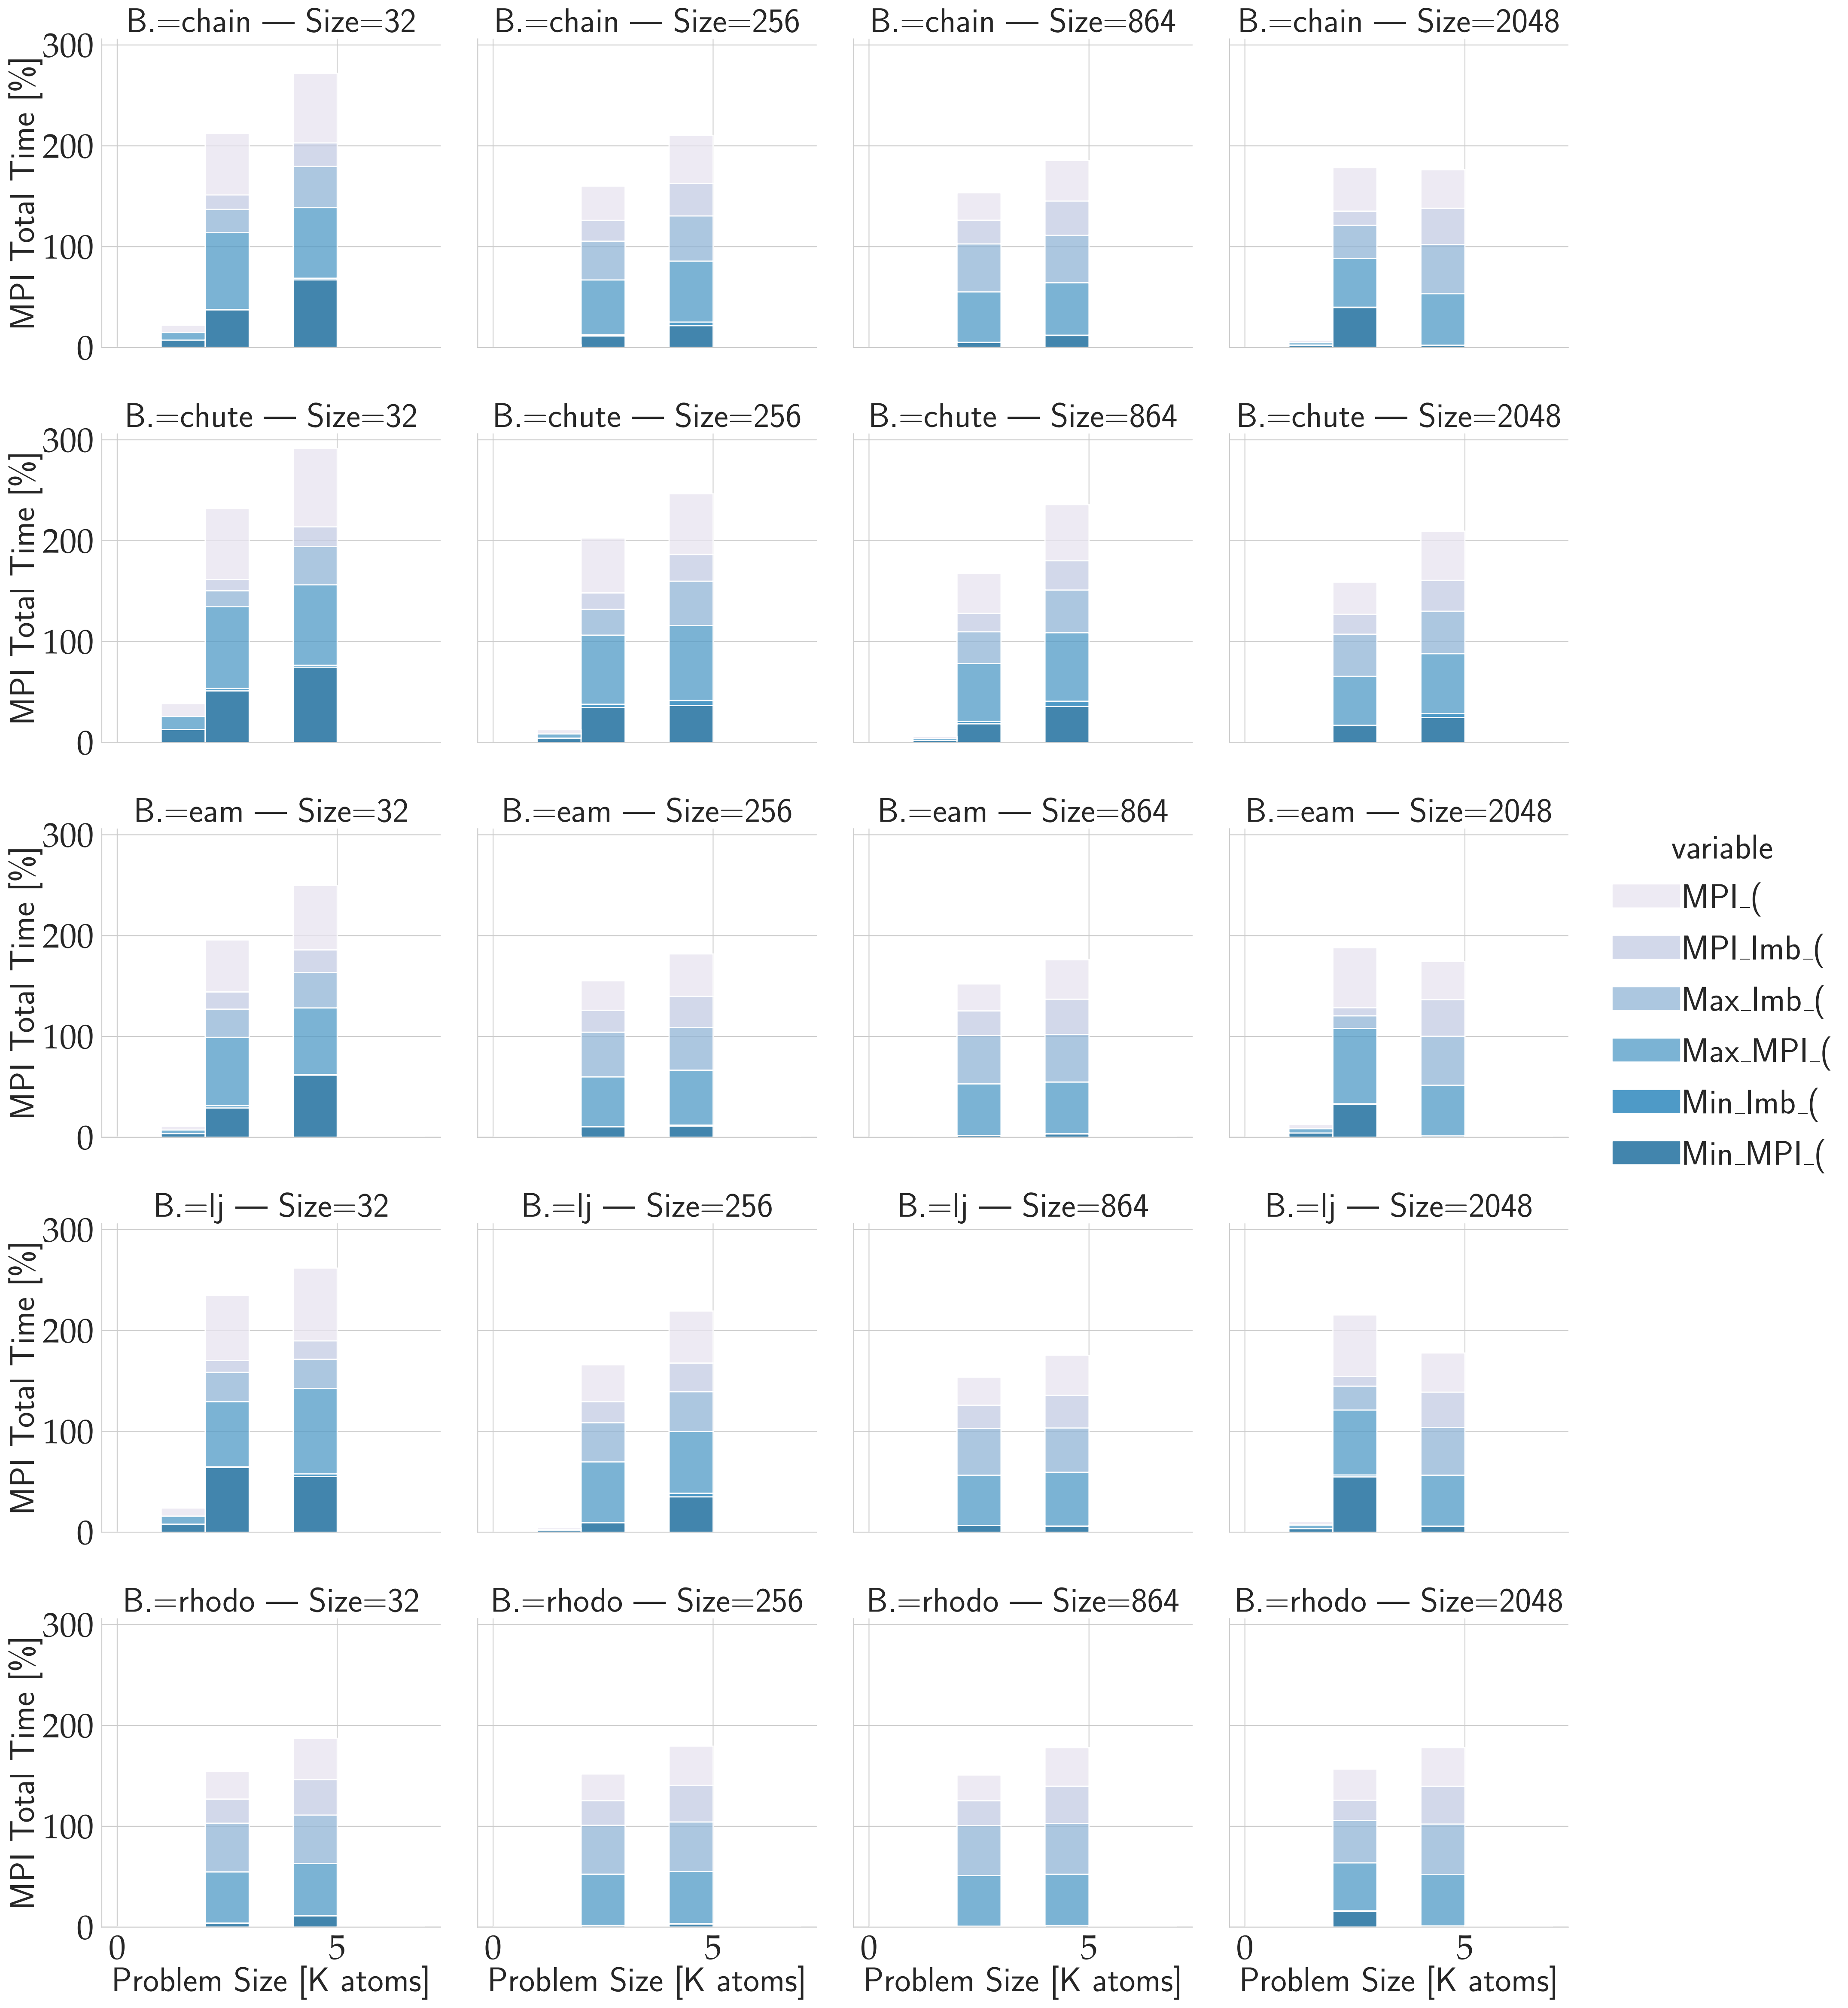 B.=chain — Size=32
B.=chain — Size=256
B.=chain — Size=864
B.=chain — Size=2048
MPI Total Time [%]
300
200
100
0
B.=chute — Size=32
B.=chute — Size=256
B.=chute — Size=864
B.=chute — Size=2048
MPI Total Time [%]
300
200
100
0
B.=eam — Size=32
B.=eam — Size=256
B.=eam — Size=864
B.=eam — Size=2048
MPI Total Time [%]
300
200
100
0
variable
MPI_(
MPI_Imb_(
Max_Imb_(
Max_MPI_(
Min_Imb_(
Min_MPI_(
B.=lj — Size=32
B.=lj — Size=256
B.=lj — Size=864
B.=lj — Size=2048
MPI Total Time [%]
300
200
100
0
B.=rhodo — Size=32
B.=rhodo — Size=256
B.=rhodo — Size=864
B.=rhodo — Size=2048
MPI Total Time [%]
300
200
100
0
0 5
Problem Size [K atoms]
0 5
Problem Size [K atoms]
0 5
Problem Size [K atoms]
0 5
Problem Size [K atoms]